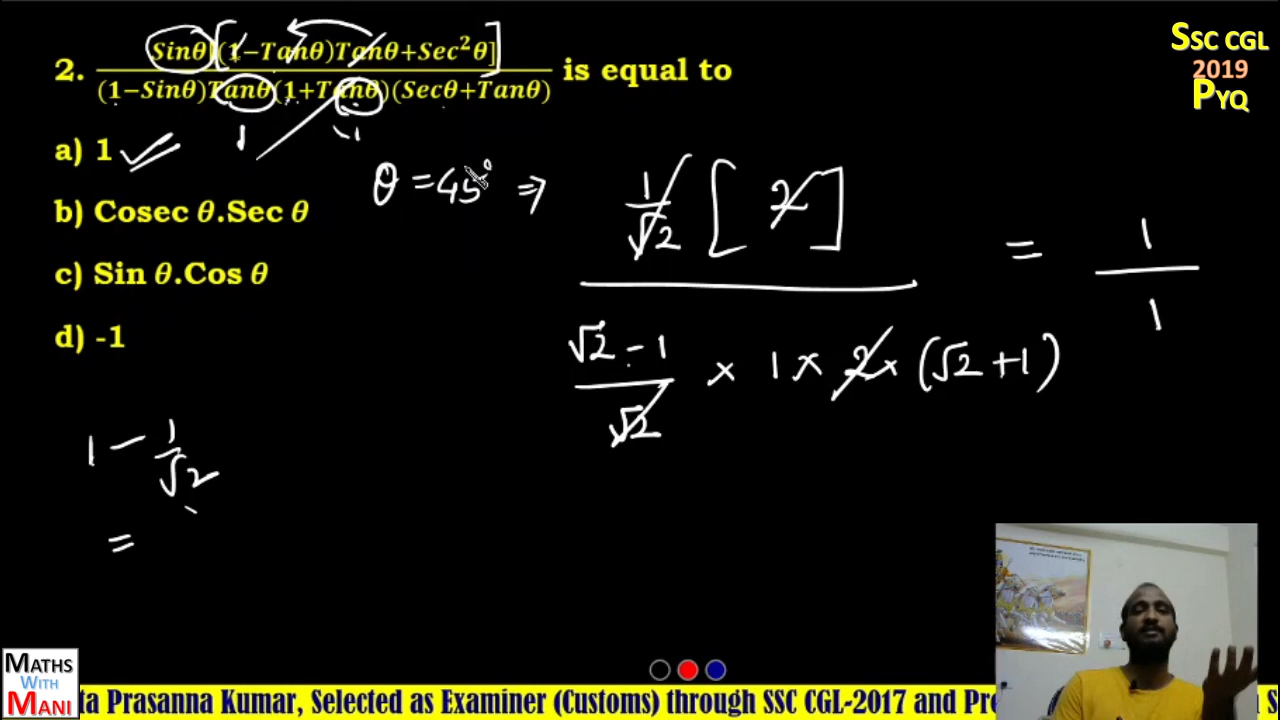 SSC CGL
2019
PYQ
2. Sinθ[(1−Tanθ)Tanθ+Sec²θ] / (1−Sinθ)Tanθ(1+Tanθ)(Secθ+Tanθ) is equal to
1 1
a) 1 ✓
b) Cosec θ.Sec θ
c) Sin θ.Cos θ
d) -1
θ = 45° ⇒ 1/√2 [2] / (√2 − 1)/√2 × 1 × 2 × (√2 + 1) = 1/1
1 − 1/√2
=
MATHS
WITH
MANI
ta Prasanna Kumar, Selected as Examiner (Customs) through SSC CGL-2017 and Pre